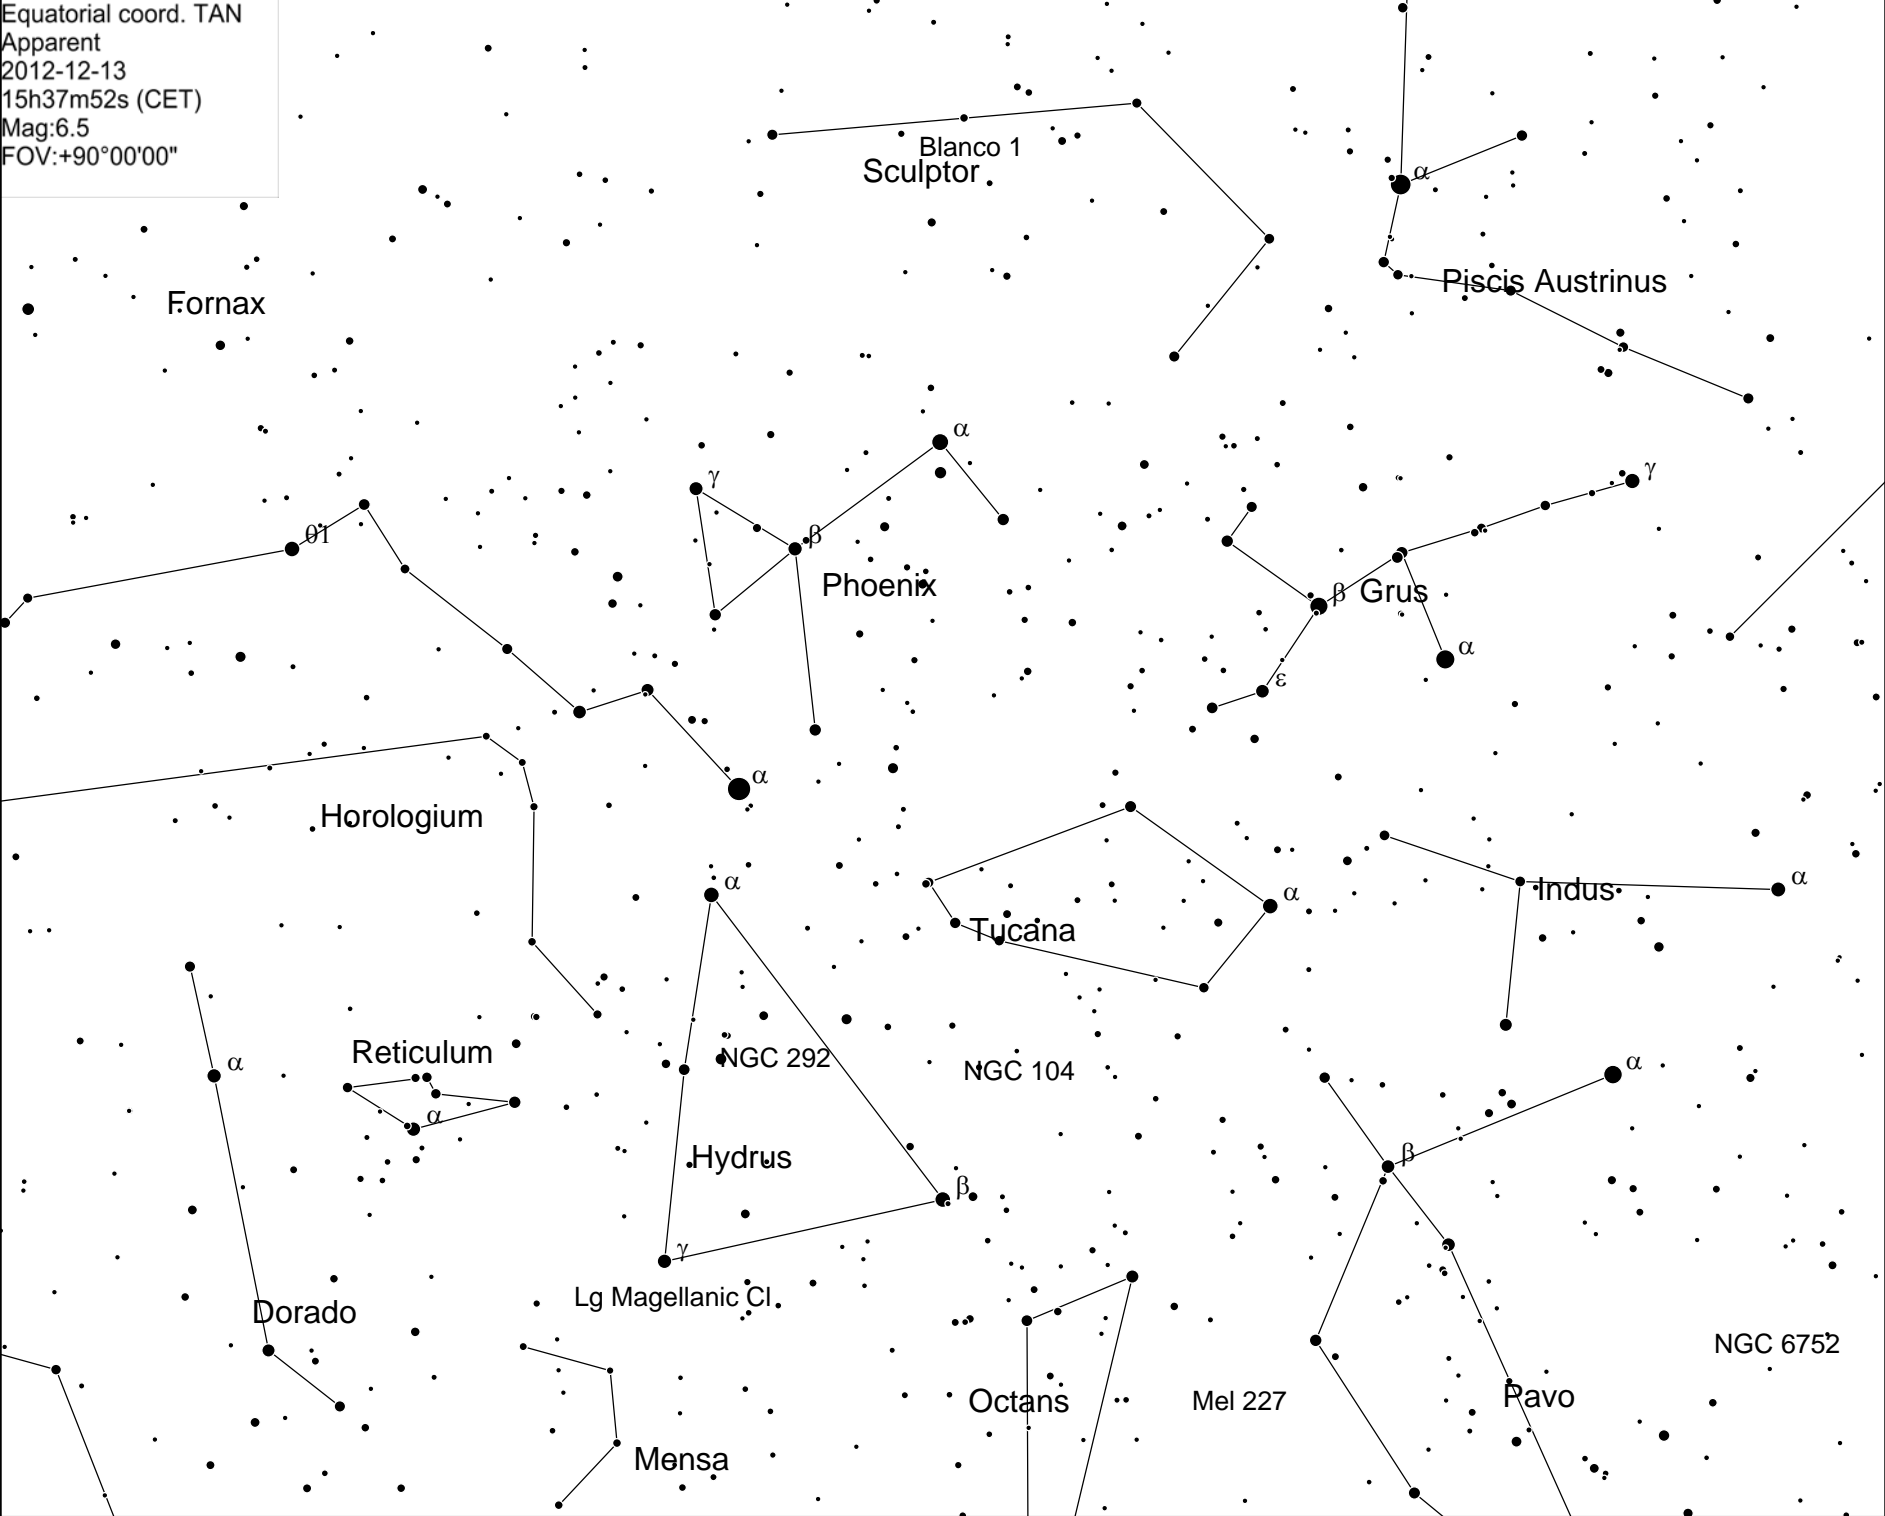 Equatorial coord. TAN
Apparent
2012-12-13
15h37m52s (CET)
Mag:6.5
FOV:+90°00'00"
Blanco 1
Sculptor
α
Piscis Austrinus
Fornax
α
γ
γ
θ1
β
Phoenix
β
Grus
α
ε
α
Horologium
α
α
Indus
α
Tucana
Reticulum
α
NGC 292
NGC 104
α
α
β
Hydrus
β
γ
Lg Magellanic Cl
Dorado
NGC 6752
Octans
Mel 227
Pavo
Mensa